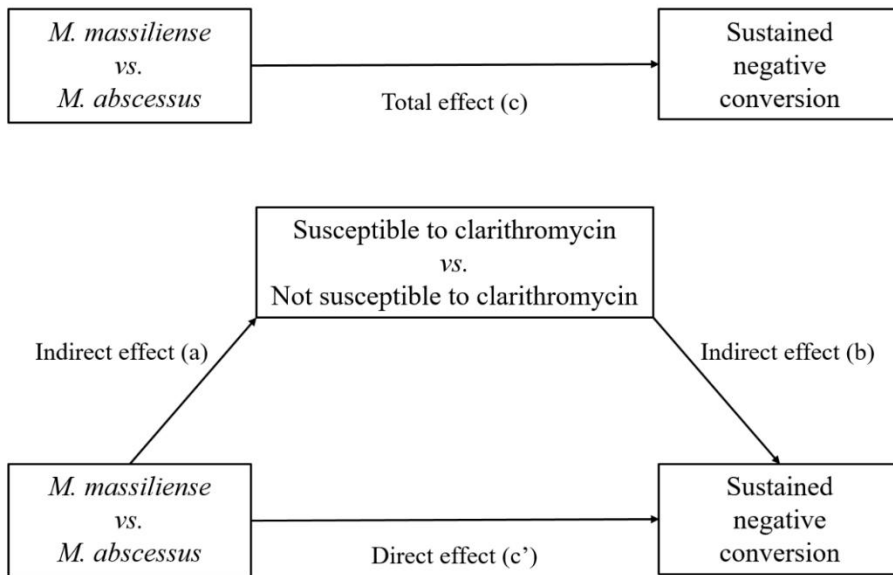 M. massiliense
vs.
M. abscessus
Total effect (c)
Sustained
negative
conversion
Susceptible to clarithromycin
vs.
Not susceptible to clarithromycin
Indirect effect (a)
Indirect effect (b)
M. massiliense
vs.
M. abscessus
Direct effect (c’)
Sustained
negative
conversion